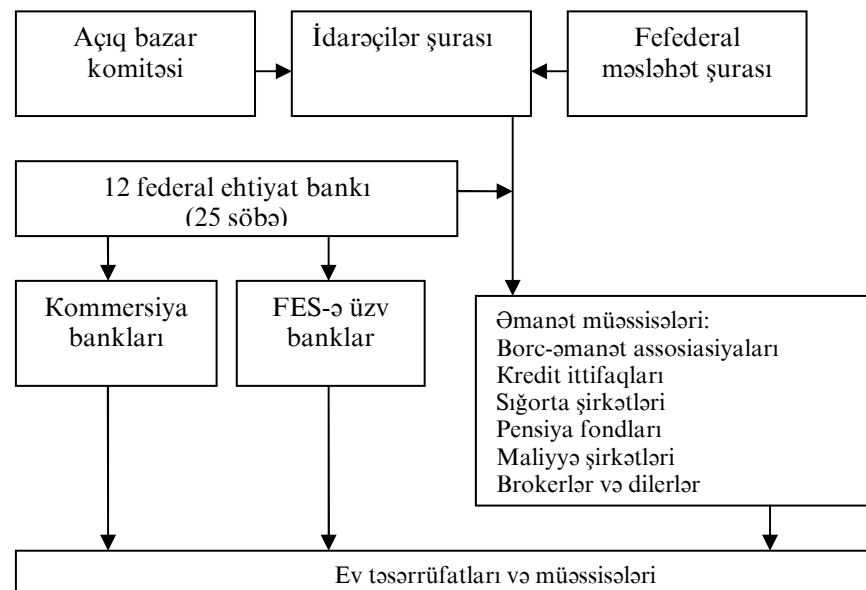 Açıq bazar
komitəsi
İdarəçilər şurası
Fefederal
məsləhət şurası
12 federal ehtiyat bankı
(25 söbə)
Kommersiya
bankları
FES-ə üzv
banklar
Əmanət müəssisələri:
Borc-əmanət assosiasiyaları
Kredit ittifaqları
Sığorta şirkətləri
Pensiya fondları
Maliyyə şirkətləri
Brokerlər və dilerlər
Ev təsərrüfatları və müəssisələri